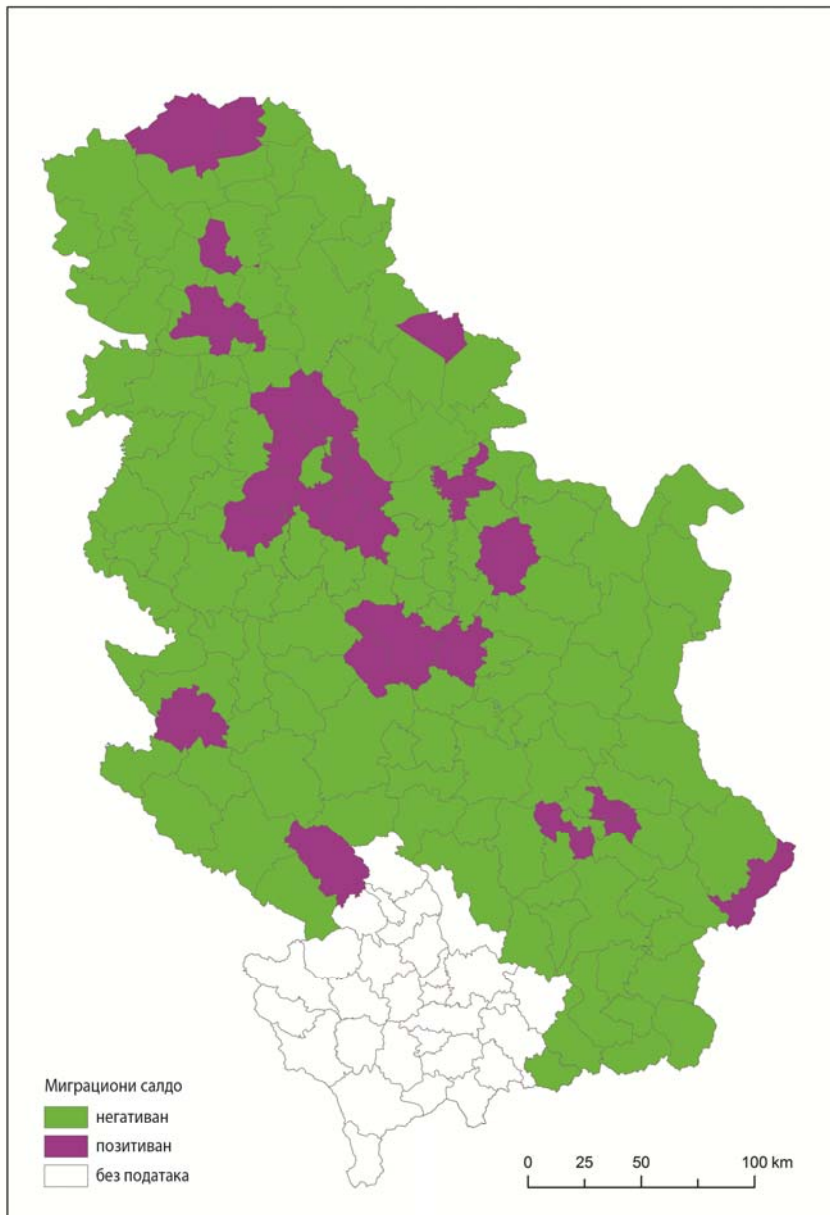 Миграциони салдо
негативан
позитиван
без података
0 25 50 100 km